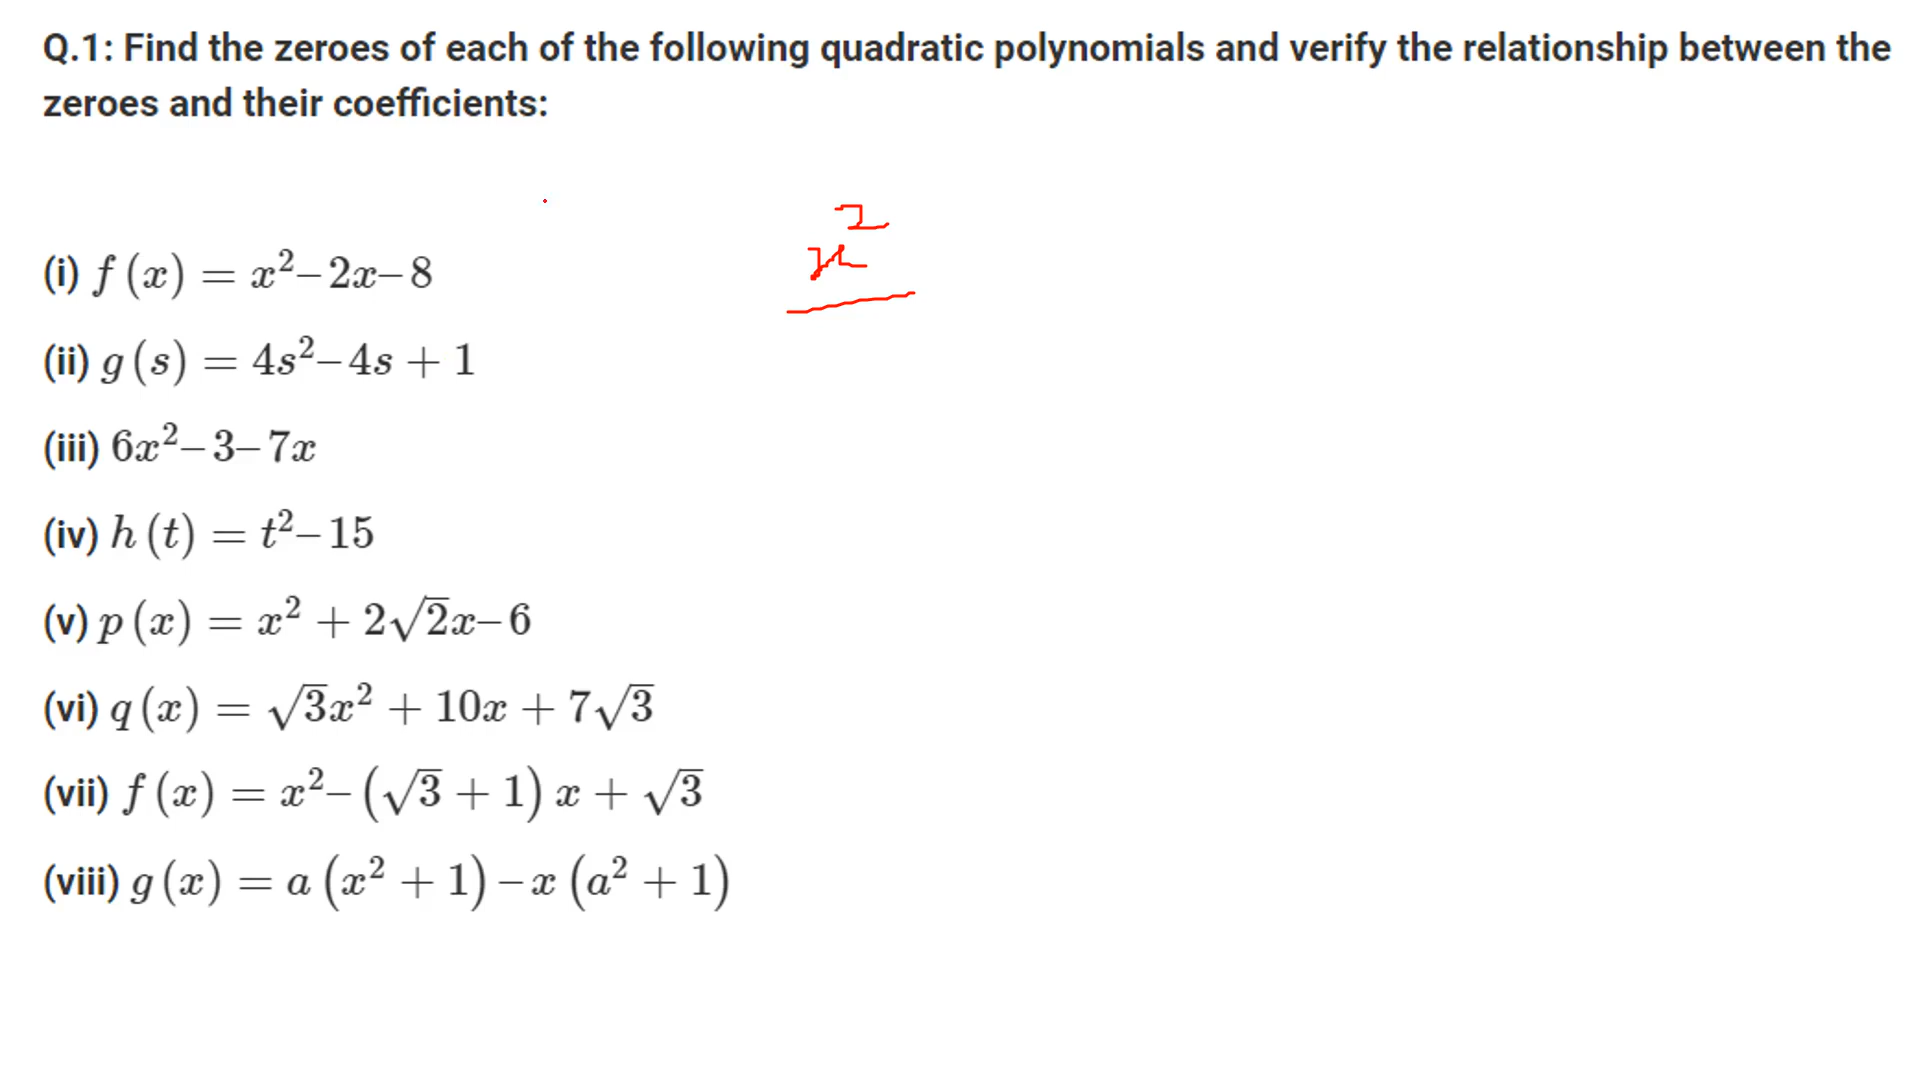 Q.1: Find the zeroes of each of the following quadratic polynomials and verify the relationship between the
zeroes and their coefficients:
x²
(i) f (x) = x²– 2x– 8
(ii) g (s) = 4s²– 4s + 1
(iii) 6x²– 3– 7x
(iv) h (t) = t²– 15
(v) p (x) = x² + 2√2x– 6
(vi) q (x) = √3x² + 10x + 7√3
(vii) f (x) = x²– (√3 + 1) x + √3
(viii) g (x) = a (x² + 1) – x (a² + 1)